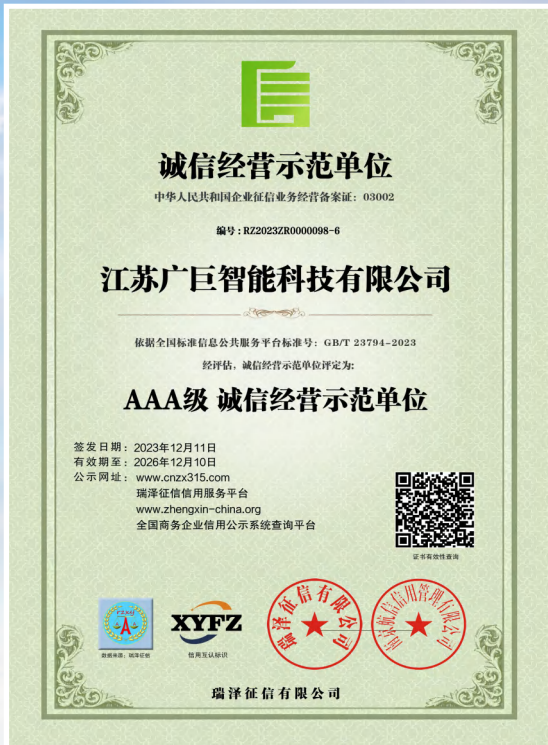 诚信经营示范单位
中华人民共和国企业征信业务经营备案证：03002
编号：RZ2023ZR0000098-6
江苏广巨智能科技有限公司
依据全国标准信息公共服务平台标准号：GB/T 23794-2023
经评估，诚信经营示范单位评定为：
AAA级 诚信经营示范单位
签发日期：2023年12月11日
有效期至：2026年12月10日
公示网址：www.cnzx315.com
瑞泽征信信用服务平台
www.zhengxin-china.org
全国商务企业信用公示系统查询平台
证书有效性查询
A
数据来源：瑞泽征信
XYFZ
信用互认标识
瑞泽征信有限公司
瑞泽征信有限公司